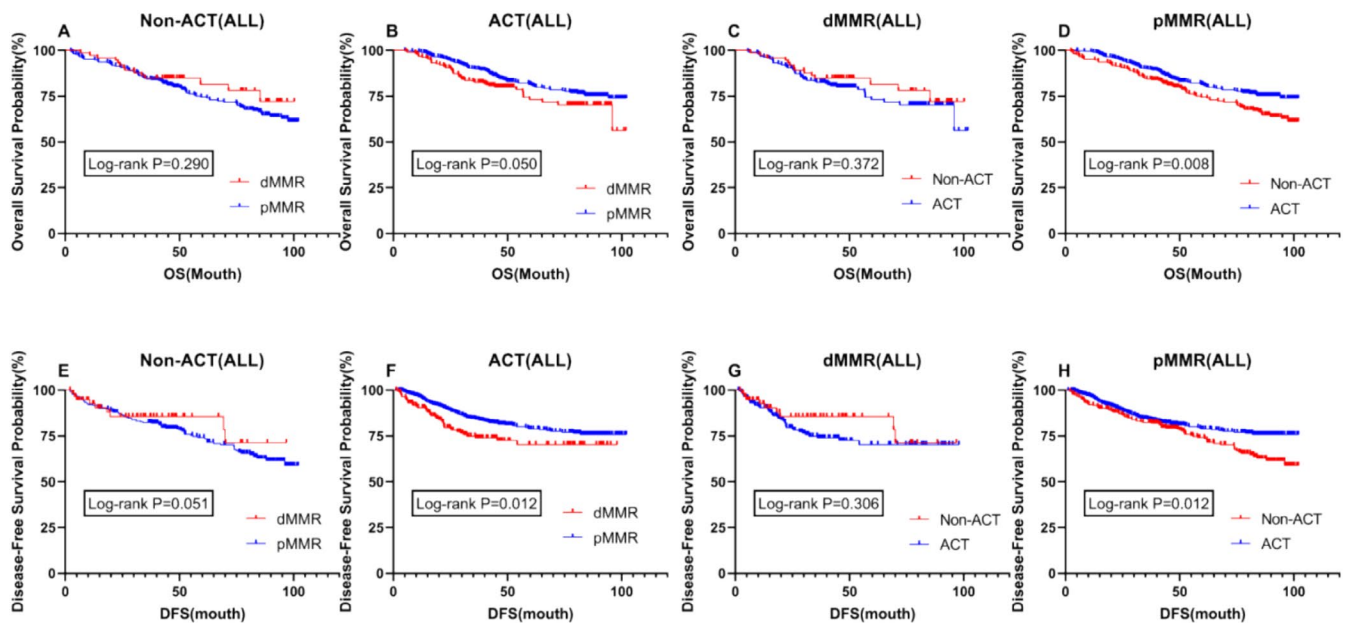 A
Non-ACT(ALL)
Overall Survival Probability(%)
100
75
50
25
0
Log-rank P=0.290
dMMR
pMMR
0
50
100
OS(Mouth)
B
ACT(ALL)
Overall Survival Probability(%)
100
75
50
25
0
Log-rank P=0.050
dMMR
pMMR
0
50
100
OS(Mouth)
C
dMMR(ALL)
Overall Survival Probability(%)
100
75
50
25
0
Log-rank P=0.372
Non-ACT
ACT
0
50
100
OS(Mouth)
D
pMMR(ALL)
Overall Survival Probability(%)
100
75
50
25
0
Log-rank P=0.008
Non-ACT
ACT
0
50
100
OS(Mouth)
E
Non-ACT(ALL)
Disease-Free Survival Probability(%)
100
75
50
25
0
Log-rank P=0.051
dMMR
pMMR
0
50
100
DFS(mouth)
F
ACT(ALL)
Disease-Free Survival Probability(%)
100
75
50
25
0
Log-rank P=0.012
dMMR
pMMR
0
50
100
DFS(mouth)
G
dMMR(ALL)
Disease-Free Survival Probability(%)
100
75
50
25
0
Log-rank P=0.306
Non-ACT
ACT
0
50
100
DFS(mouth)
H
pMMR(ALL)
Disease-Free Survival Probability(%)
100
75
50
25
0
Log-rank P=0.012
Non-ACT
ACT
0
50
100
DFS(mouth)